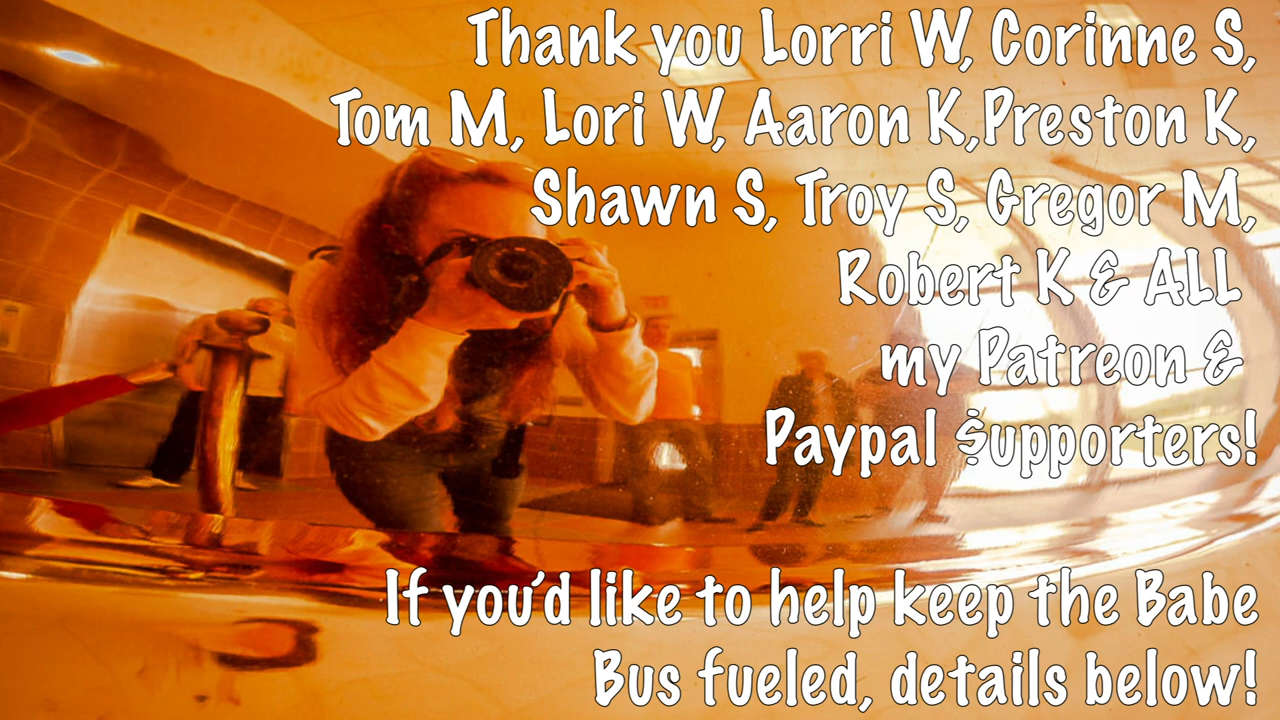 Thank you Lorri W, Corinne S,
Tom M, Lori W, Aaron K,Preston K,
Shawn S, Troy S, Gregor M,
Robert K & ALL
my Patreon &
Paypal $upporters!
If you'd like to help keep the Babe
Bus fueled, details below!